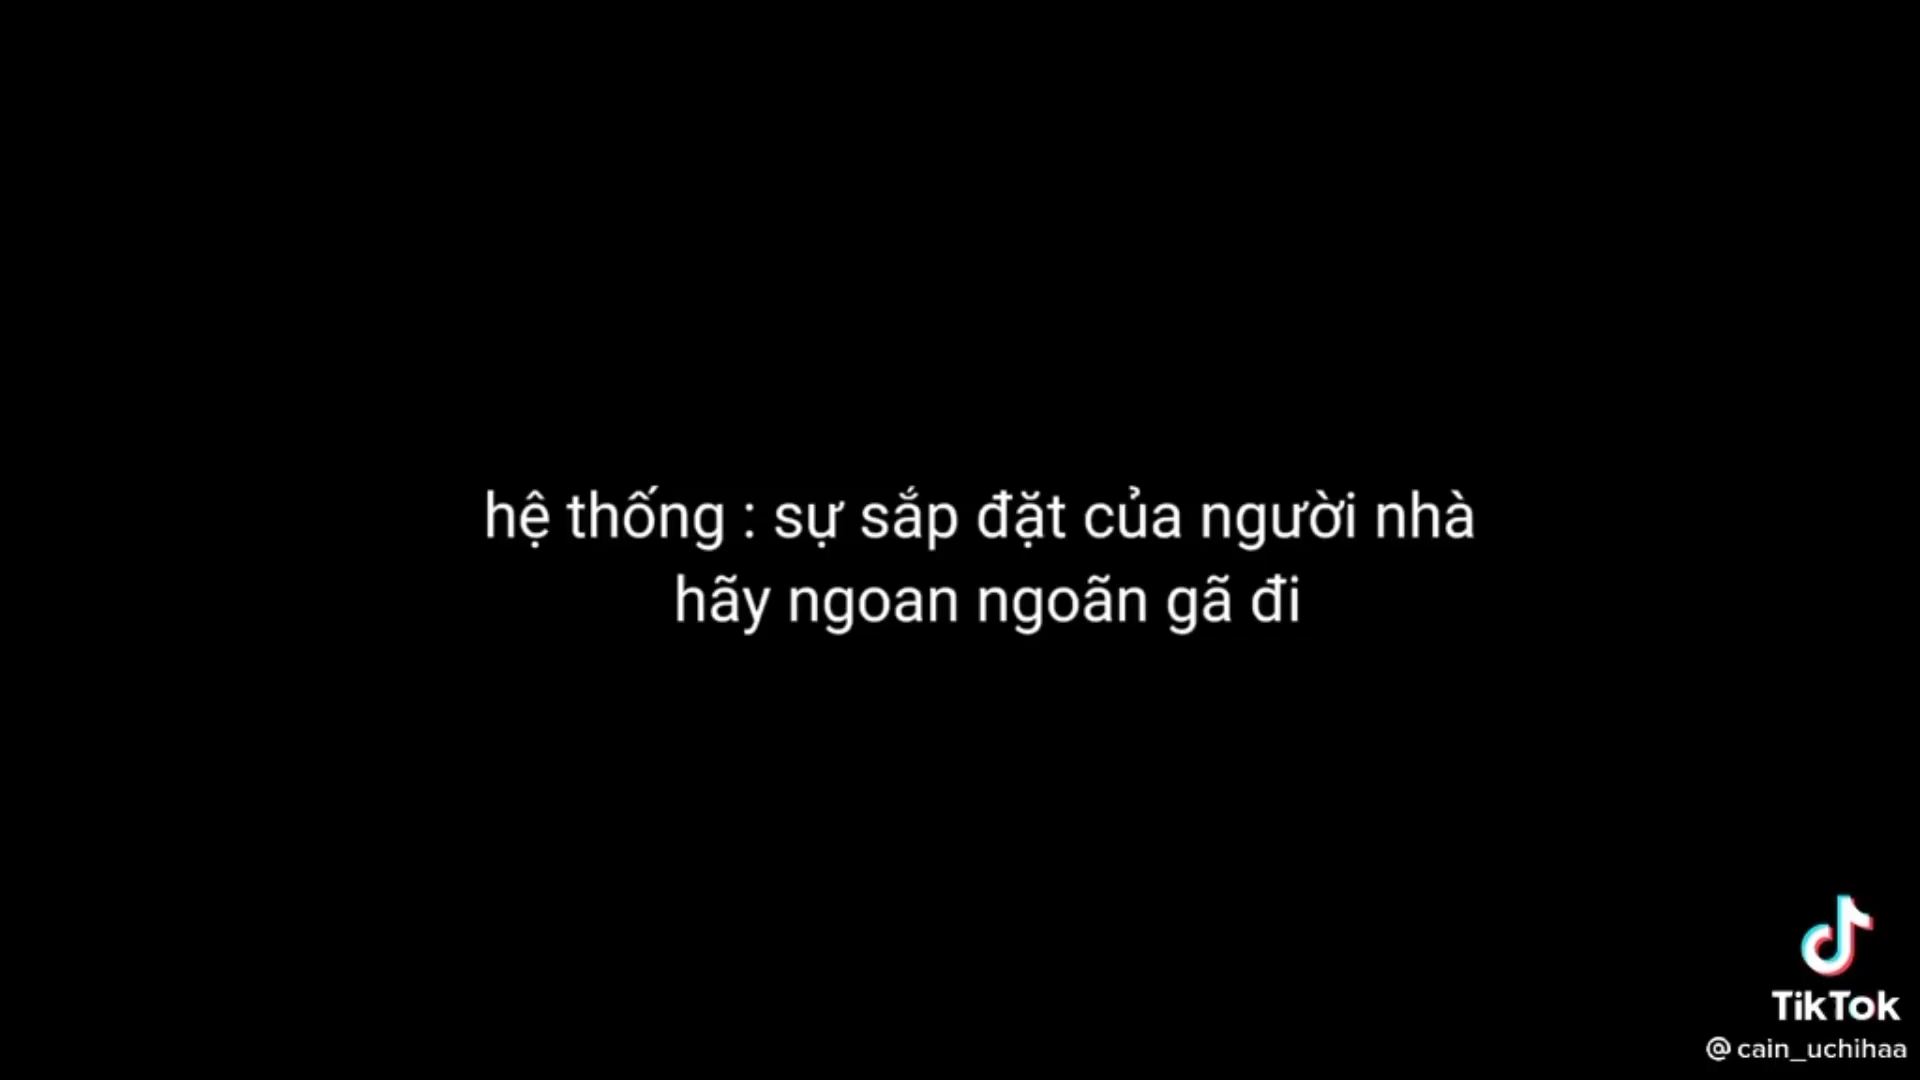 hệ thống : sự sắp đặt của người nhà
hãy ngoan ngoãn gã đi
TikTok
@cain_uchihaa